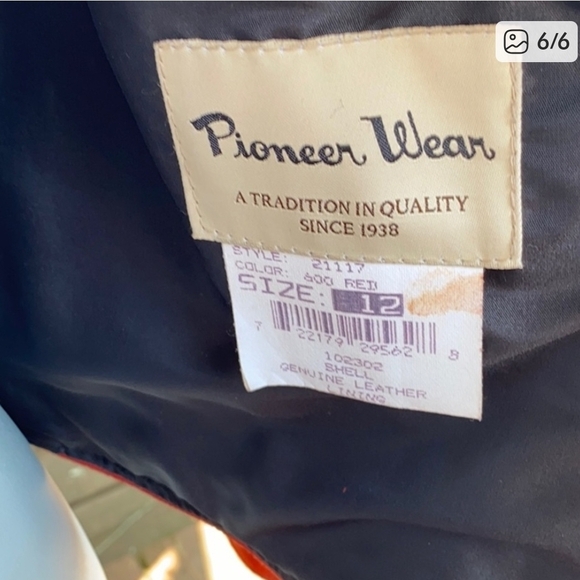 6/6
Pioneer Wear
A TRADITION IN QUALITY
SINCE 1938
STYLE: 21117
COLOR: 600 RED
SIZE: 12
7 22179 29562 8
102302
SHELL
GENUINE LEATHER
LINING